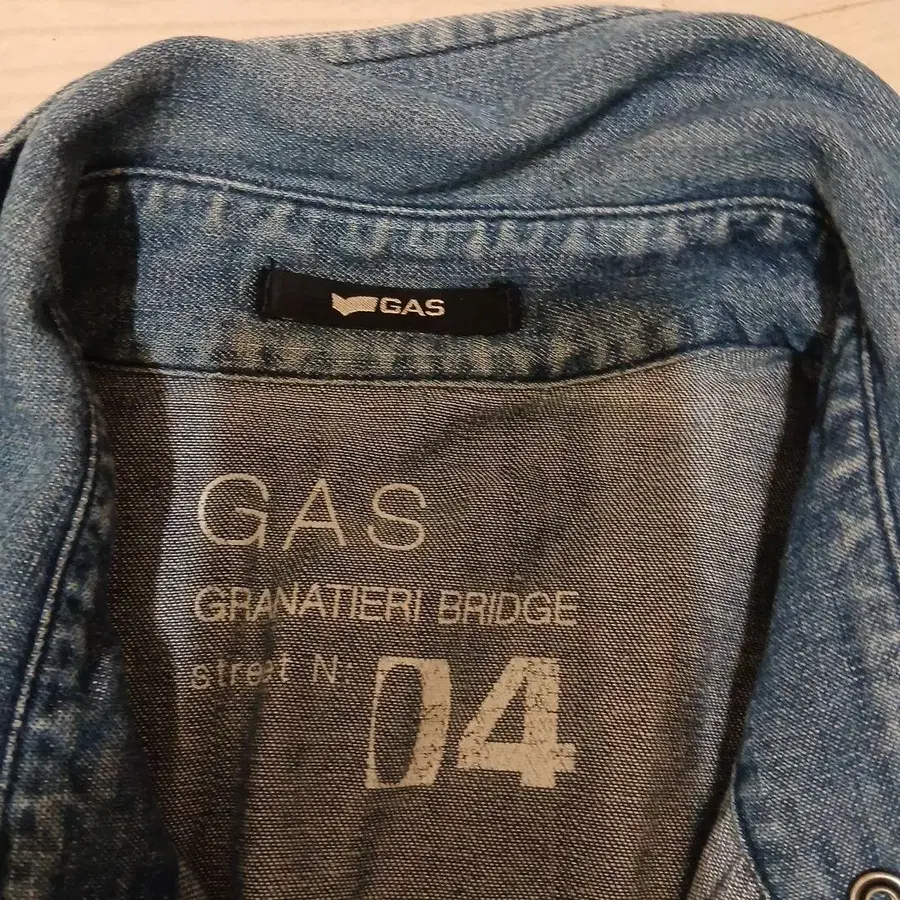 GAS
GAS
GRANATIERI BRIDGE
street N: 04